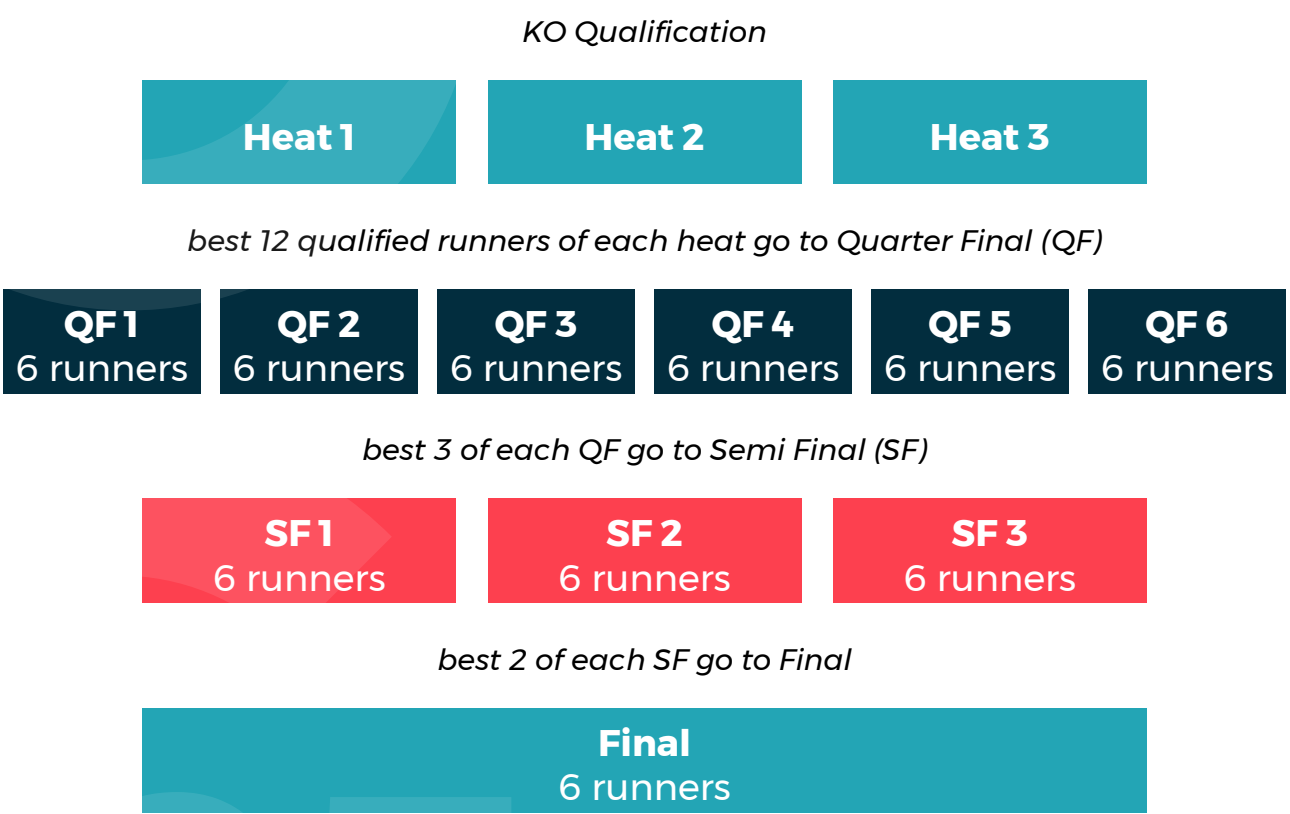 KO Qualification
Heat 1
Heat 2
Heat 3
best 12 qualified runners of each heat go to Quarter Final (QF)
QF 1
6 runners
QF 2
6 runners
QF 3
6 runners
QF 4
6 runners
QF 5
6 runners
QF 6
6 runners
best 3 of each QF go to Semi Final (SF)
SF 1
6 runners
SF 2
6 runners
SF 3
6 runners
best 2 of each SF go to Final
Final
6 runners